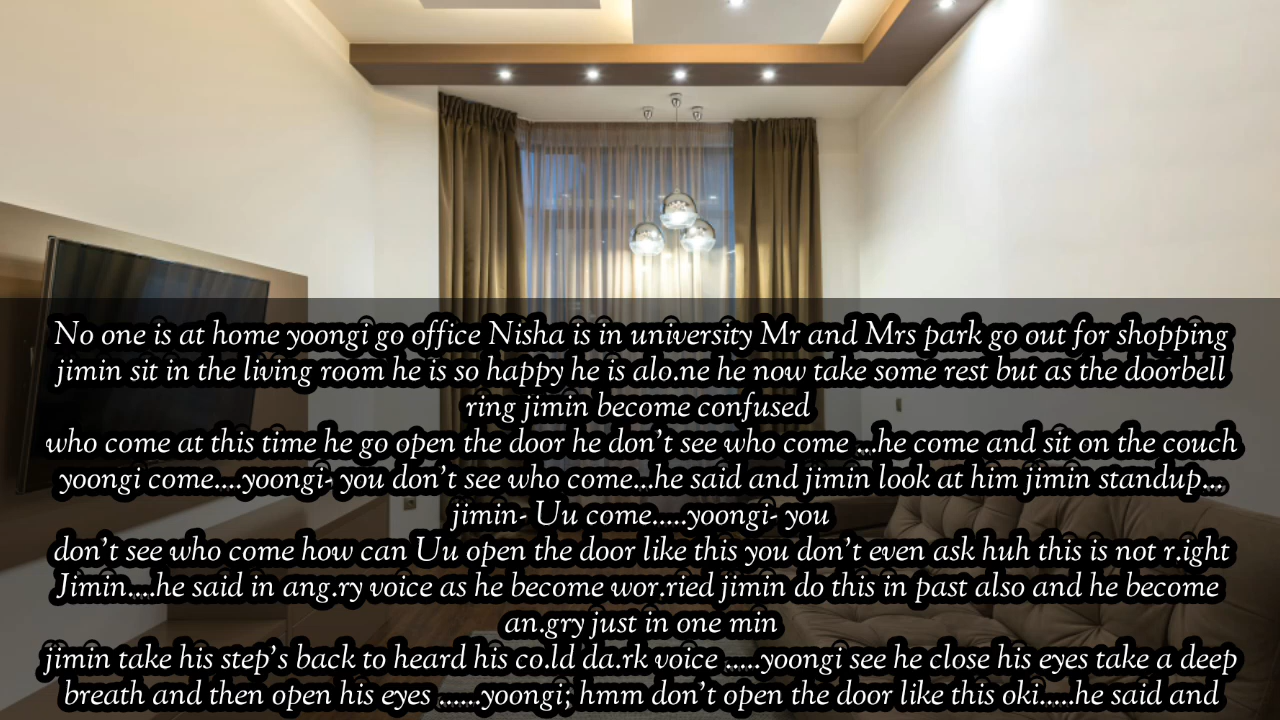 No one is at home yoongi go office Nisha is in university Mr and Mrs park go out for shopping
jimin sit in the living room he is so happy he is alo.ne he now take some rest but as the doorbell
ring jimin become confused
who come at this time he go open the door he don't see who come ...he come and sit on the couch
yoongi come....yoongi- you don't see who come...he said and jimin look at him jimin standup...
jimin- Uu come.....yoongi- you
don't see who come how can Uu open the door like this you don't even ask huh this is not r.ight
Jimin....he said in ang.ry voice as he become wor.ried jimin do this in past also and he become
an.gry just in one min
jimin take his step's back to heard his co.ld da.rk voice .....yoongi see he close his eyes take a deep
breath and then open his eyes ......yoongi; hmm don't open the door like this oki.....he said and